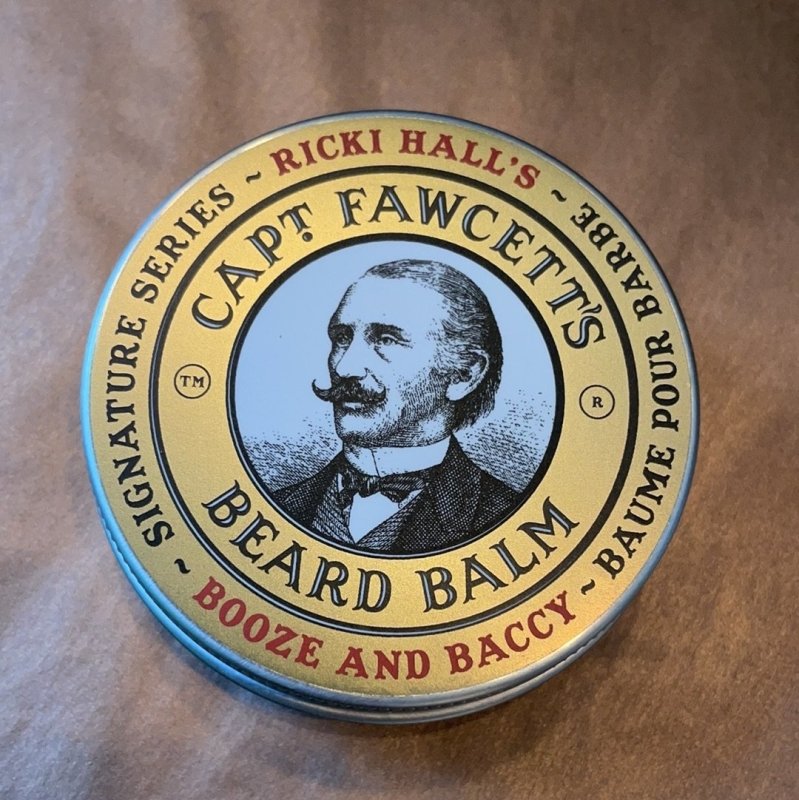 SIGNATURE SERIES ~ RICKI HALL'S ~ BAUME POUR BARBE ~
BOOZE AND BACCY ~
CAPT. FAWCETT'S
TM
R
BEARD BALM